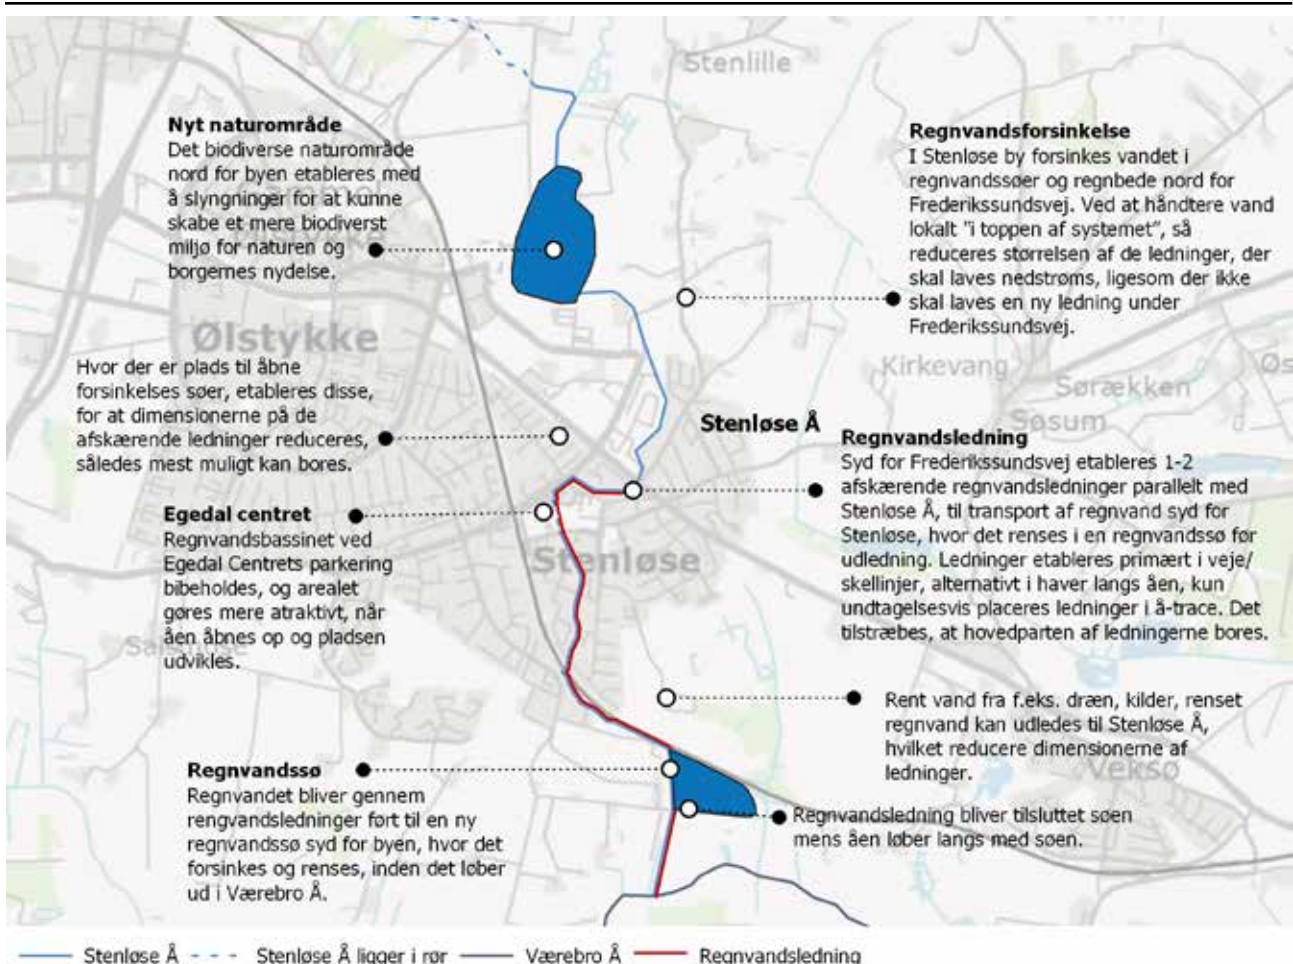 Stenlille
Nyt naturområde
Det biodiverse naturområde
nord for byen etableres med
å slyngninger for at kunne
skabe et mere biodiverst
miljø for naturen og
borgernes nydelse.
Regnvandsforsinkelse
I Stenløse by forsinkes vandet i
regnvandssøer og regnbede nord for
Frederikssundsvej. Ved at håndtere vand
lokalt "i toppen af systemet", så
reduceres størrelsen af de ledninger, der
skal laves nedstrøms, ligesom der ikke
skal laves en ny ledning under
Frederikssundsvej.
Ølstykke
Kirkevang
Sørækken
Søsum
Hvor der er plads til åbne
forsinkelses søer, etableres disse,
for at dimensionerne på de
afskærende ledninger reduceres,
således mest muligt kan bores.
Stenløse Å
Regnvandsledning
Syd for Frederikssundsvej etableres 1-2
afskærende regnvandsledninger parallelt med
Stenløse Å, til transport af regnvand syd for
Stenløse, hvor det renses i en regnvandssø før
udledning. Ledninger etableres primært i veje/
skellinjer, alternativt i haver langs åen, kun
undtagelsesvis placeres ledninger i å-trace. Det
tilstræbes, at hovedparten af ledningerne bores.
Egedal centret
Regnvandsbassinet ved
Egedal Centrets parkering
bibeholdes, og arealet
gøres mere atraktivt, når
åen åbnes op og pladsen
udvikles.
Stenløse
Rent vand fra f.eks. dræn, kilder, renset
regnvand kan udledes til Stenløse Å,
hvilket reducere dimensionerne af
ledninger.
Veksø
Regnvandssø
Regnvandet bliver gennem
rengvandsledninger ført til en ny
regnvandssø syd for byen, hvor det
forsinkes og renses, inden det løber
ud i Værebro Å.
Regnvandsledning bliver tilsluttet søen
mens åen løber langs med søen.
Stenløse Å
Stenløse Å ligger i rør
Værebro Å
Regnvandsledning